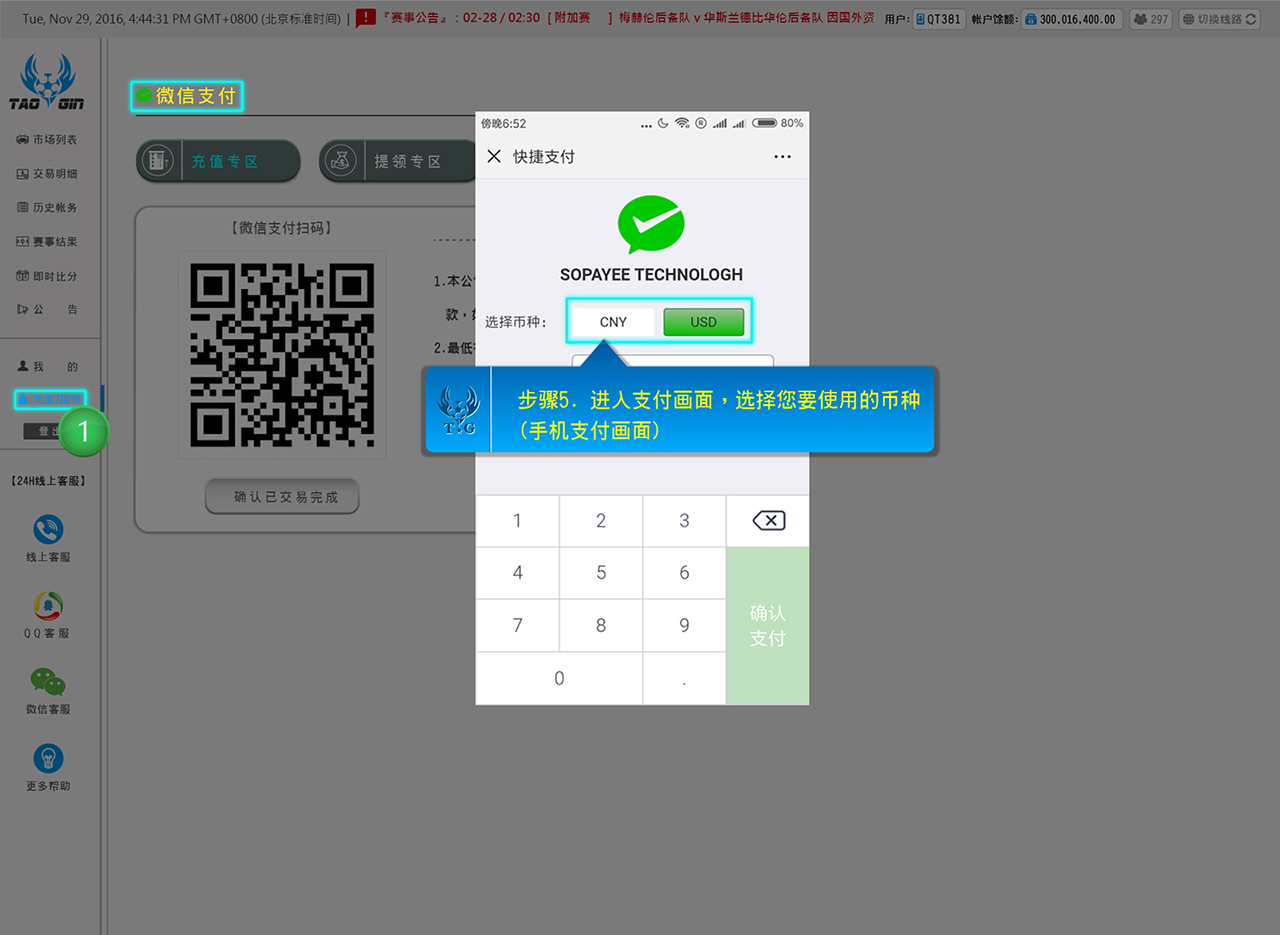 Tue, Nov 29, 2016, 4:44:31 PM GMT+0800 (北京标准时间) | 『赛事公告』：02-28 / 02:30 [ 附加赛 ] 梅赫伦后备队 v 华斯兰德比华伦后备队 因国外资 用户: QT381 帐户馀额: 300,016,400.00 297 切换线路
TAO GIN
市场列表
交易明细
历史帐务
赛事结果
即时比分
公 告
我 的
充值/提领
登出
1
【24H线上客服】
线上客服
QQ客服
微信客服
更多帮助
微信支付
充值专区
提领专区
【微信支付扫码】
确认已交易完成
1.本公
款，
2.最低
傍晚6:52 ... 80%
快捷支付 ...
SOPAYEE TECHNOLOGH
选择币种: CNY USD
T.G
步骤5. 进入支付画面，选择您要使用的币种
(手机支付画面)
1 2 3
4 5 6
7 8 9
0 .
确认
支付